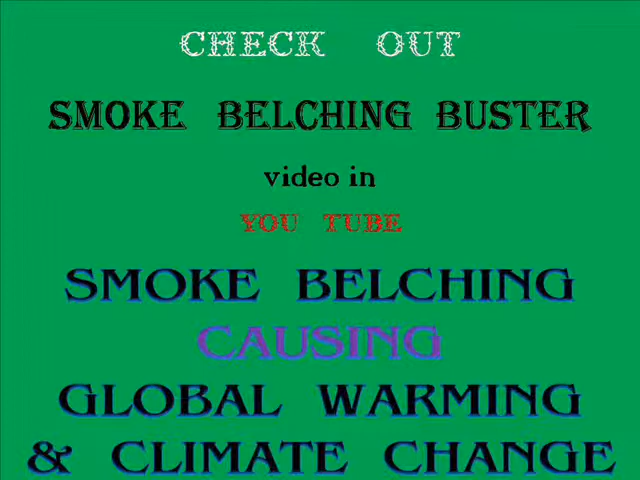 CHECK OUT
SMOKE BELCHING BUSTER
video in
YOU TUBE
SMOKE BELCHING
CAUSING
GLOBAL WARMING
& CLIMATE CHANGE